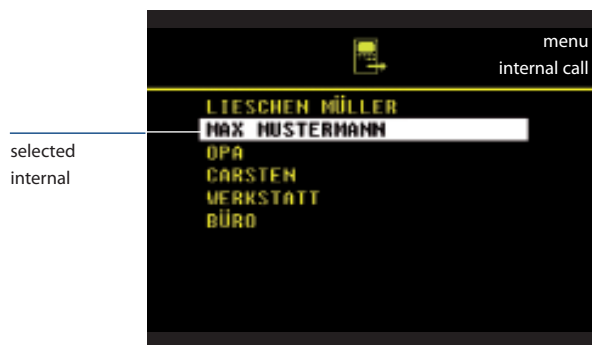 menu
internal call
LIESCHEN MÜLLER
MAX MUSTERMANN
selected
internal
OPA
CARSTEN
WERKSTATT
BÜRO